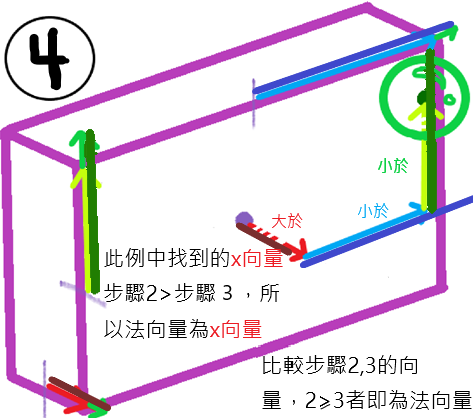 4
小於
大於
小於
此例中找到的x向量
步驟2>步驟3，所
以法向量為x向量
比較步驟2,3的向
量，2⩾3者即為法向量